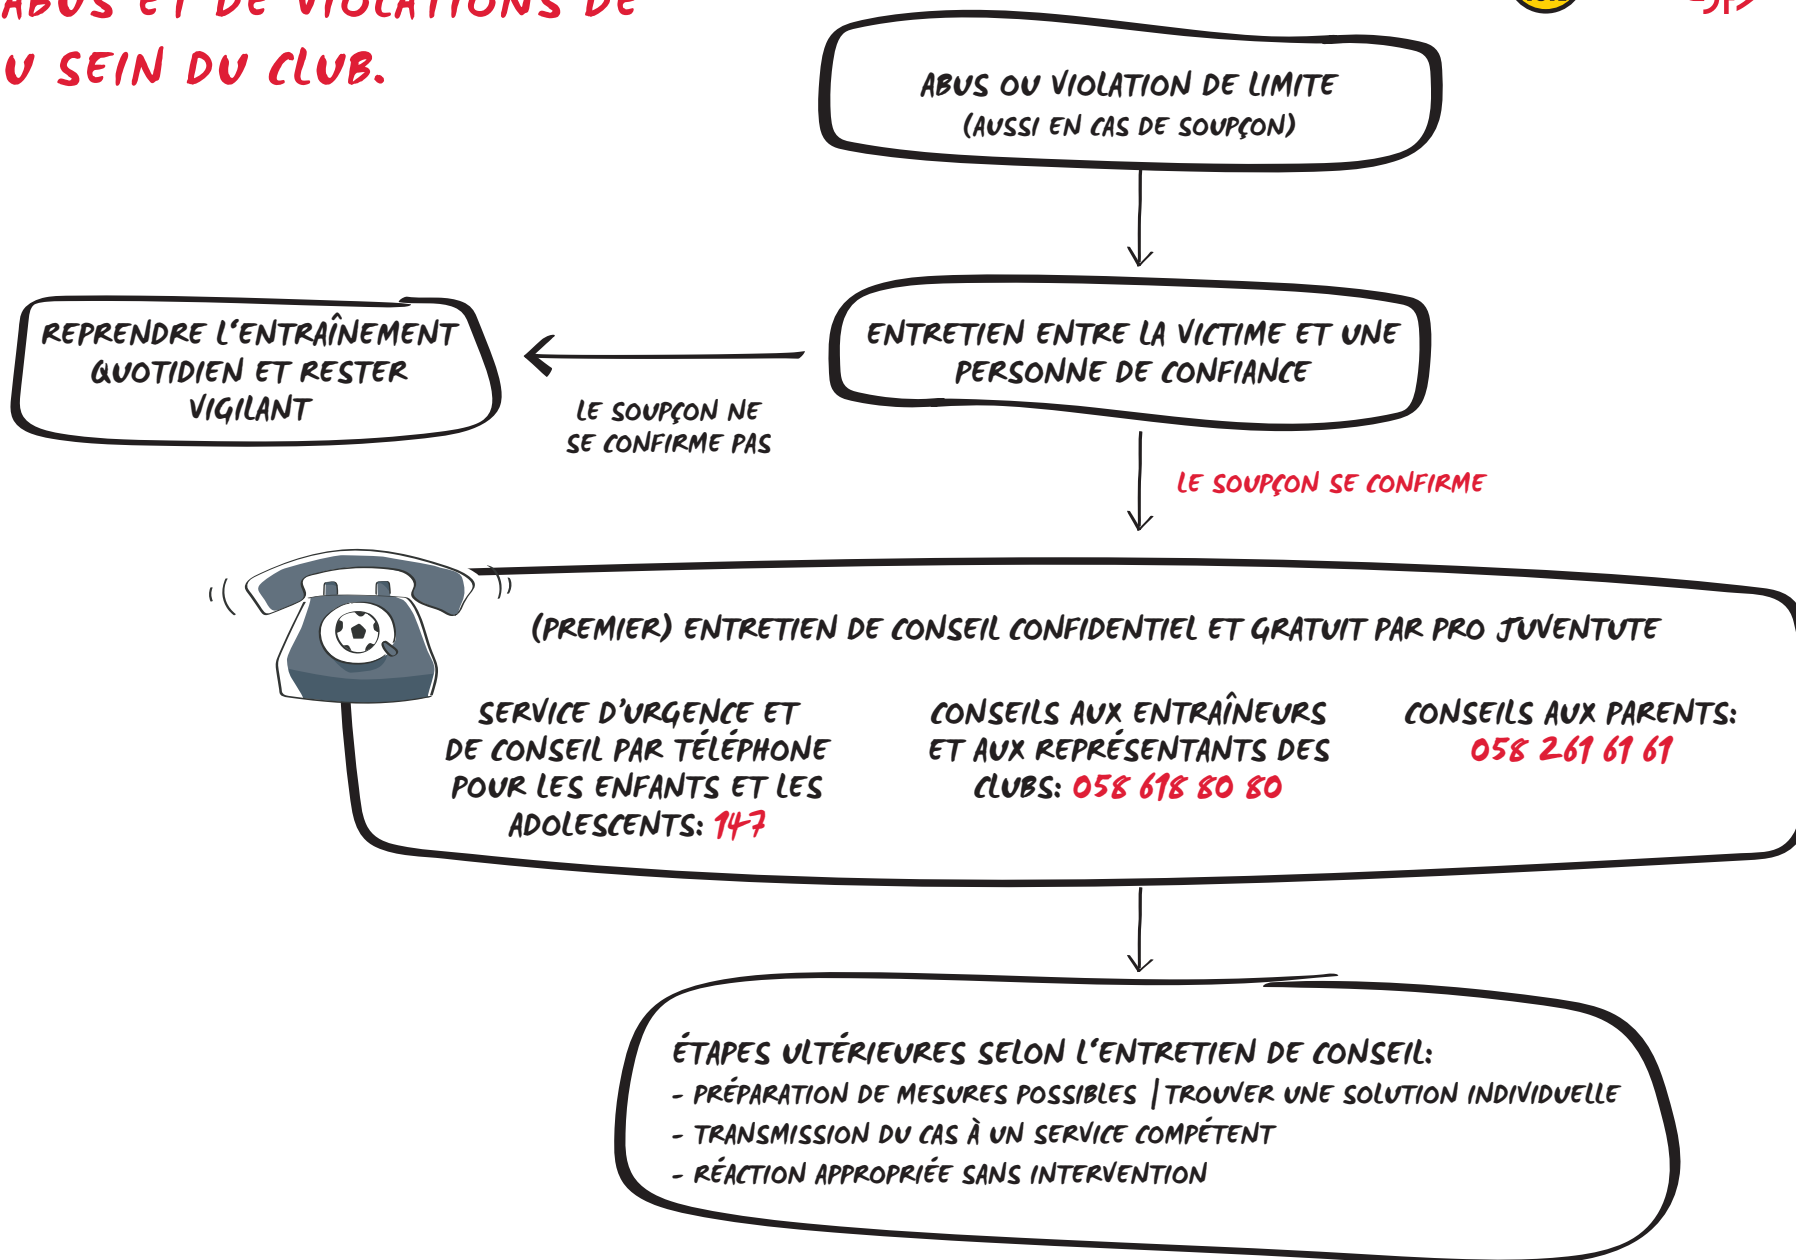 ABUS ET DE VIOLATIONS DE
U SEIN DU CLUB.
ABUS OU VIOLATION DE LIMITE
(AUSSI EN CAS DE SOUPÇON)
ENTRETIEN ENTRE LA VICTIME ET UNE
PERSONNE DE CONFIANCE
REPRENDRE L‘ENTRAÎNEMENT
QUOTIDIEN ET RESTER
VIGILANT
LE SOUPÇON NE
SE CONFIRME PAS
LE SOUPÇON SE CONFIRME
(PREMIER) ENTRETIEN DE CONSEIL CONFIDENTIEL ET GRATUIT PAR PRO JUVENTUTE
SERVICE D’URGENCE ET
DE CONSEIL PAR TÉLÉPHONE
POUR LES ENFANTS ET LES
ADOLESCENTS: 147
CONSEILS AUX ENTRAÎNEURS
ET AUX REPRÉSENTANTS DES
CLUBS: 058 618 80 80
CONSEILS AUX PARENTS:
058 261 61 61
ÉTAPES ULTÉRIEURES SELON L‘ENTRETIEN DE CONSEIL:
- PRÉPARATION DE MESURES POSSIBLES | TROUVER UNE SOLUTION INDIVIDUELLE
- TRANSMISSION DU CAS À UN SERVICE COMPÉTENT
- RÉACTION APPROPRIÉE SANS INTERVENTION